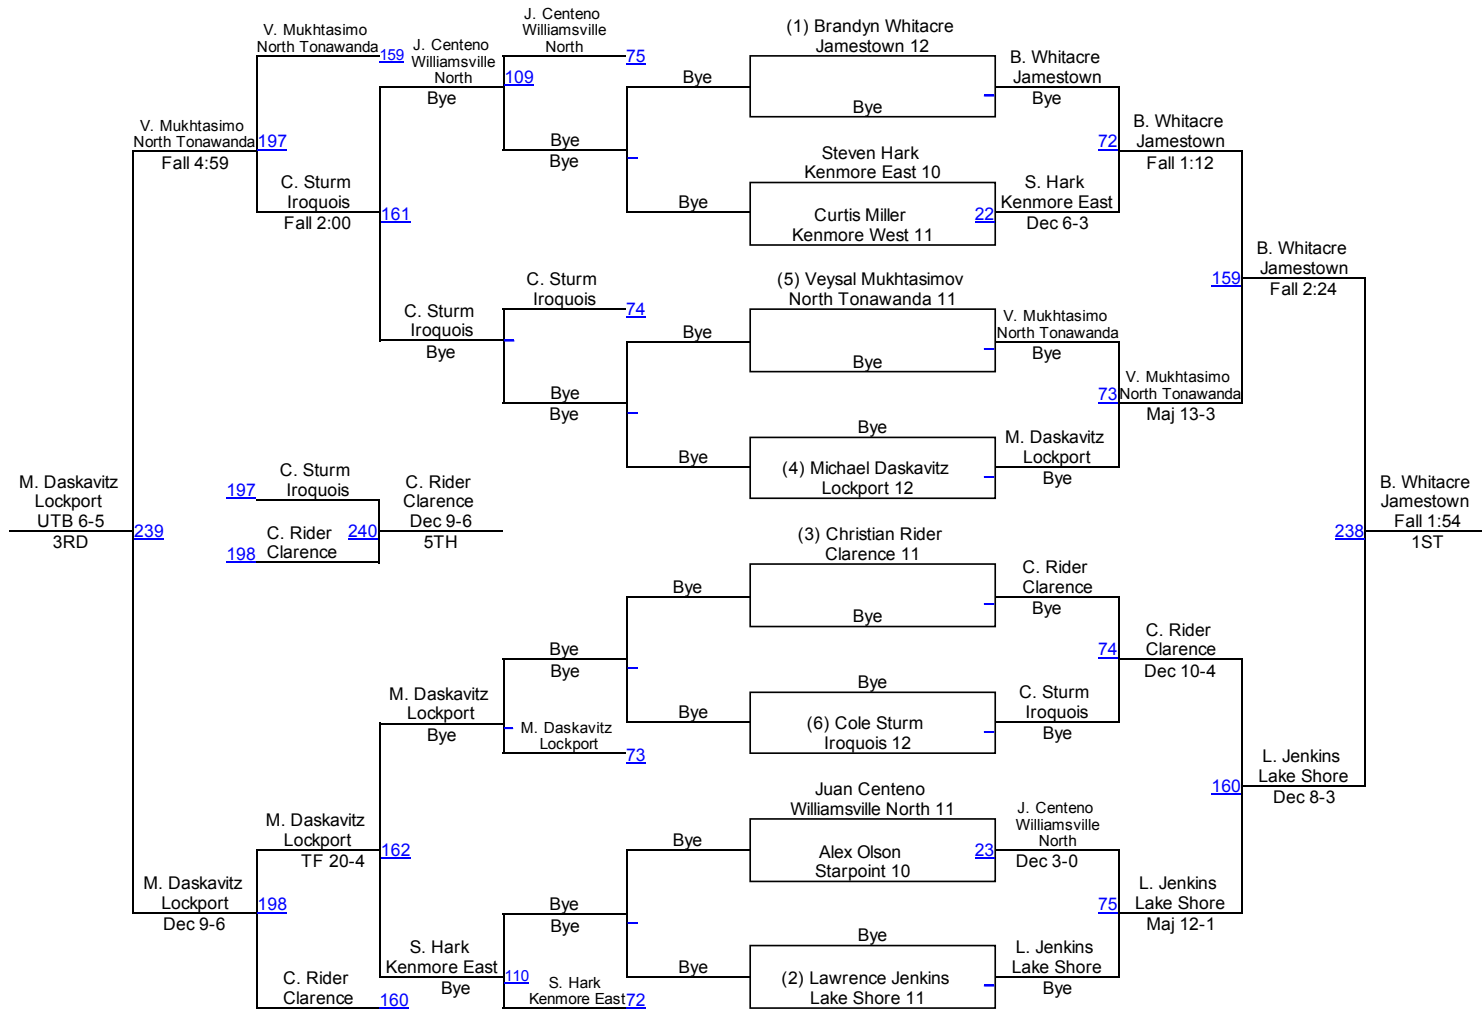 V. Mukhtasimo
North Tonawanda
159
V. Mukhtasimo
North Tonawanda
197
Fall 4:59
C. Sturm
Iroquois
161
Fall 2:00
J. Centeno
Williamsville
North
109
Bye
J. Centeno
Williamsville
North
75
Bye
Bye
Bye
Bye
C. Sturm
Iroquois
Bye
C. Sturm
Iroquois
74
Bye
Bye
Bye
Bye
(1) Brandyn Whitacre
Jamestown 12
Bye
Steven Hark
Kenmore East 10
Curtis Miller
Kenmore West 11
22
(5) Veysal Mukhtasimov
North Tonawanda 11
Bye
Bye
(4) Michael Daskavitz
Lockport 12
B. Whitacre
Jamestown
Bye
72
S. Hark
Kenmore East
Dec 6-3
B. Whitacre
Jamestown
Fall 1:12
V. Mukhtasimo
North Tonawanda
Bye
73
V. Mukhtasimo
North Tonawanda
Maj 13-3
M. Daskavitz
Lockport
Bye
159
B. Whitacre
Jamestown
Fall 2:24
M. Daskavitz
Lockport
UTB 6-5
239
3RD
197
C. Sturm
Iroquois
198
C. Rider
Clarence
240
C. Rider
Clarence
Dec 9-6
5TH
238
B. Whitacre
Jamestown
Fall 1:54
1ST
(3) Christian Rider
Clarence 11
Bye
Bye
(6) Cole Sturm
Iroquois 12
Juan Centeno
Williamsville North 11
Alex Olson
Starpoint 10
23
Bye
(2) Lawrence Jenkins
Lake Shore 11
C. Rider
Clarence
Bye
74
C. Rider
Clarence
Dec 10-4
C. Sturm
Iroquois
Bye
160
L. Jenkins
Lake Shore
Dec 8-3
J. Centeno
Williamsville
North
Dec 3-0
75
L. Jenkins
Lake Shore
Maj 12-1
L. Jenkins
Lake Shore
Bye
Bye
Bye
Bye
Bye
M. Daskavitz
Lockport
Bye
M. Daskavitz
Lockport
73
M. Daskavitz
Lockport
162
TF 20-4
M. Daskavitz
Lockport
198
Dec 9-6
Bye
Bye
Bye
Bye
S. Hark
Kenmore East
110
Bye
S. Hark
Kenmore East
72
C. Rider
Clarence
160